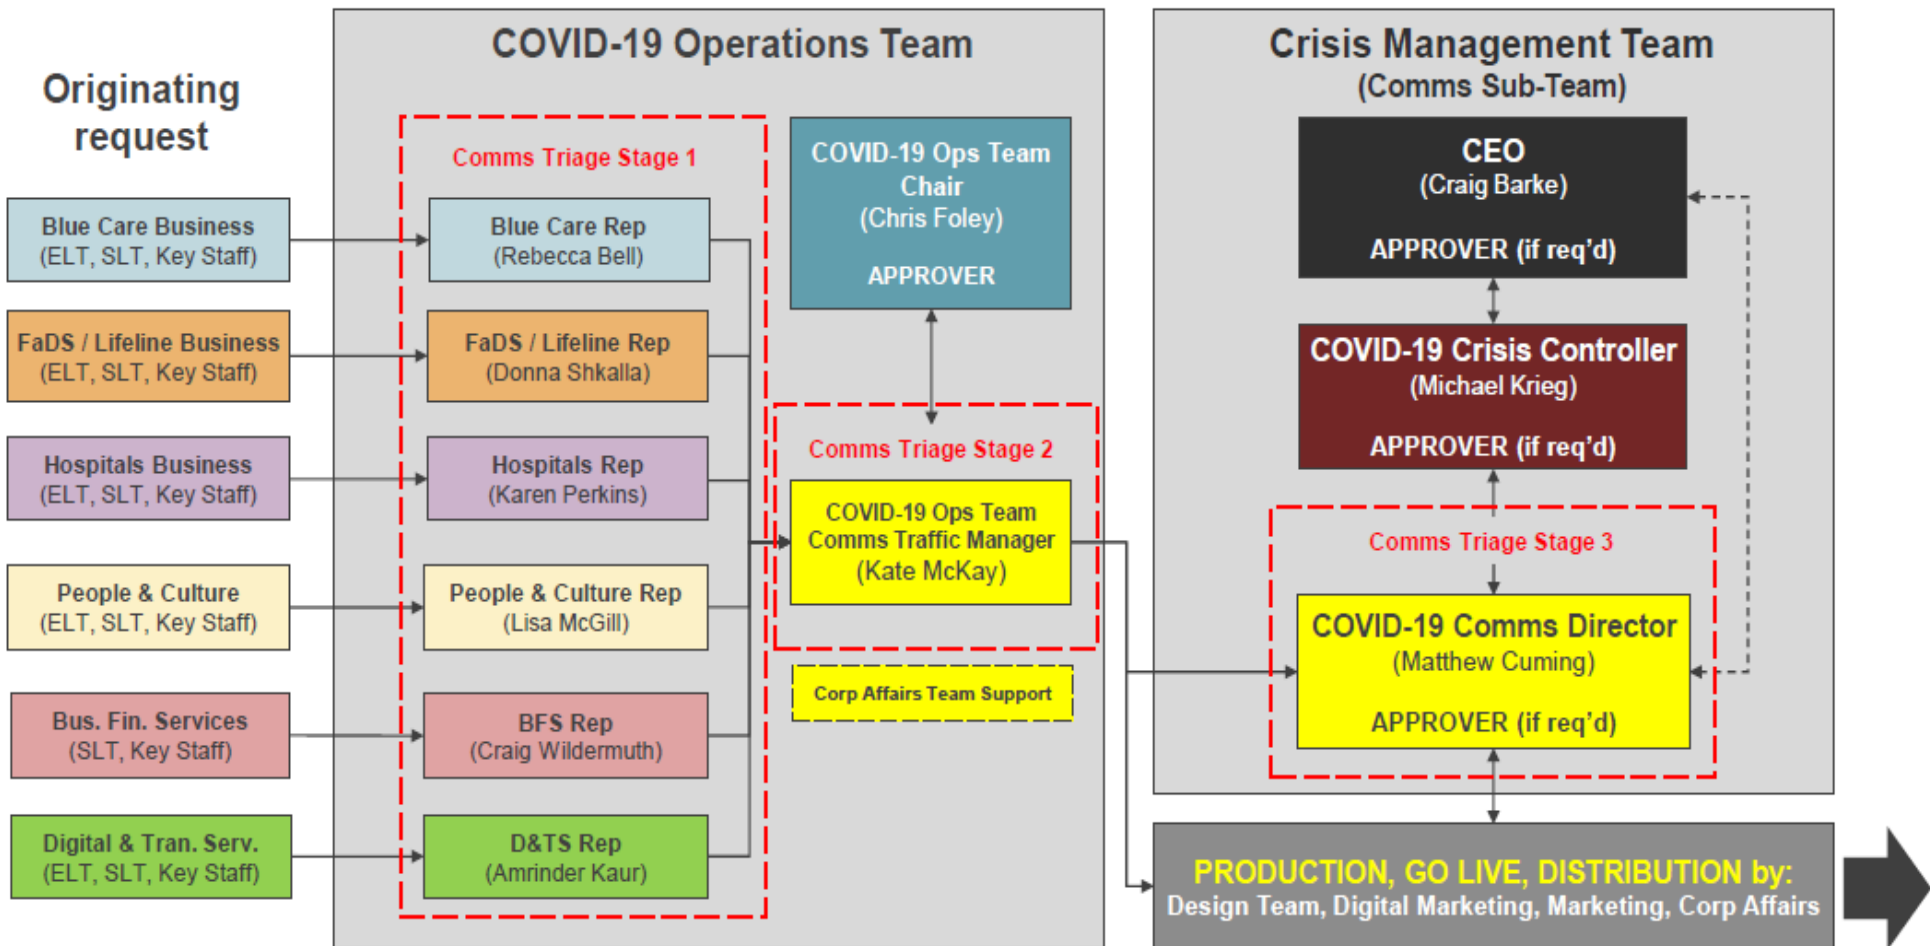 Originating
request
Blue Care Business
(ELT, SLT, Key Staff)
FaDS / Lifeline Business
(ELT, SLT, Key Staff)
Hospitals Business
(ELT, SLT, Key Staff)
People & Culture
(ELT, SLT, Key Staff)
Bus. Fin. Services
(SLT, Key Staff)
Digital & Tran. Serv.
(ELT, SLT, Key Staff)
COVID-19 Operations Team
Comms Triage Stage 1
Blue Care Rep
(Rebecca Bell)
FaDS / Lifeline Rep
(Donna Shkalla)
Hospitals Rep
(Karen Perkins)
People & Culture Rep
(Lisa McGill)
BFS Rep
(Craig Wildermuth)
D&TS Rep
(Amrinder Kaur)
COVID-19 Ops Team
Chair
(Chris Foley)
APPROVER
Comms Triage Stage 2
COVID-19 Ops Team
Comms Traffic Manager
(Kate McKay)
Corp Affairs Team Support
Crisis Management Team
(Comms Sub-Team)
CEO
(Craig Barke)
APPROVER (if req'd)
COVID-19 Crisis Controller
(Michael Krieg)
APPROVER (if req'd)
Comms Triage Stage 3
COVID-19 Comms Director
(Matthew Cuming)
APPROVER (if req'd)
PRODUCTION, GO LIVE, DISTRIBUTION by:
Design Team, Digital Marketing, Marketing, Corp Affairs